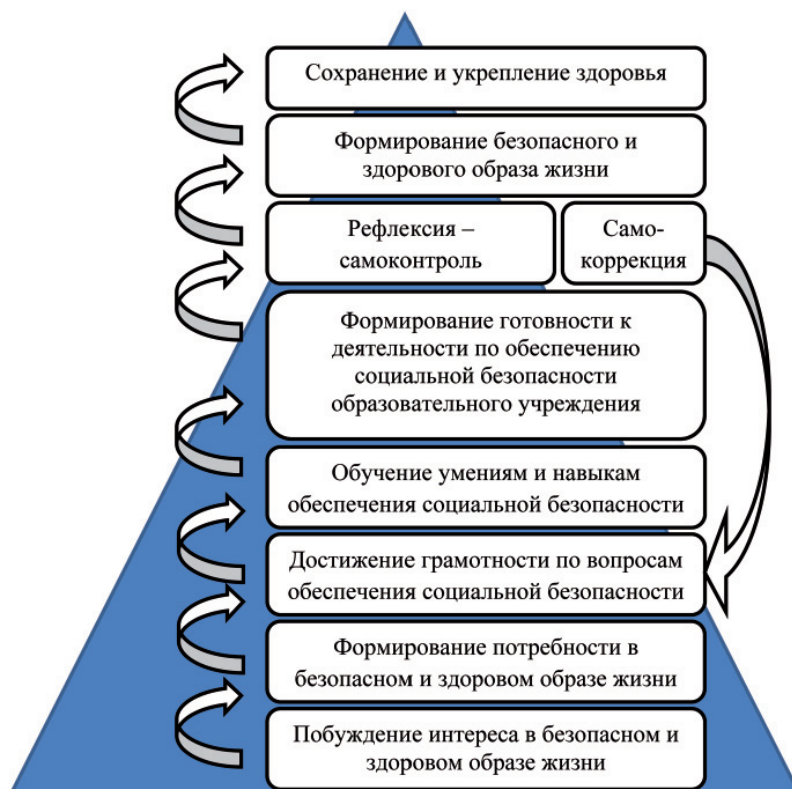 Сохранение и укрепление здоровья
Формирование безопасного и
здорового образа жизни
Рефлексия –
самоконтроль
Само-
коррекция
Формирование готовности к
деятельности по обеспечению
социальной безопасности
образовательного учреждения
Обучение умениям и навыкам
обеспечения социальной безопасности
Достижение грамотности по вопросам
обеспечения социальной безопасности
Формирование потребности в
безопасном и здоровом образе жизни
Побуждение интереса в безопасном и
здоровом образе жизни